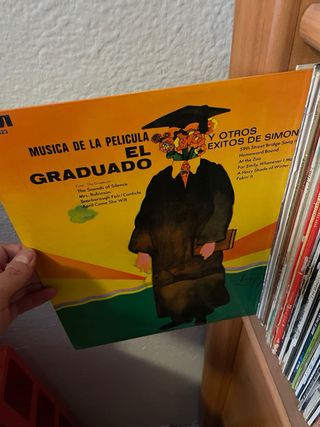 MUSICA DE LA PELICULA
EL
GRADUADO
Y OTROS
EXITOS DE SIMON
The Sounds of Silence
Mrs. Robinson
Scarborough Fair/Canticle
April Come She Will
59th Street Bridge Song
Homeward Bound
At the Zoo
For Emily, Whenever I
A Hazy Shade of Winter
Fakin' It